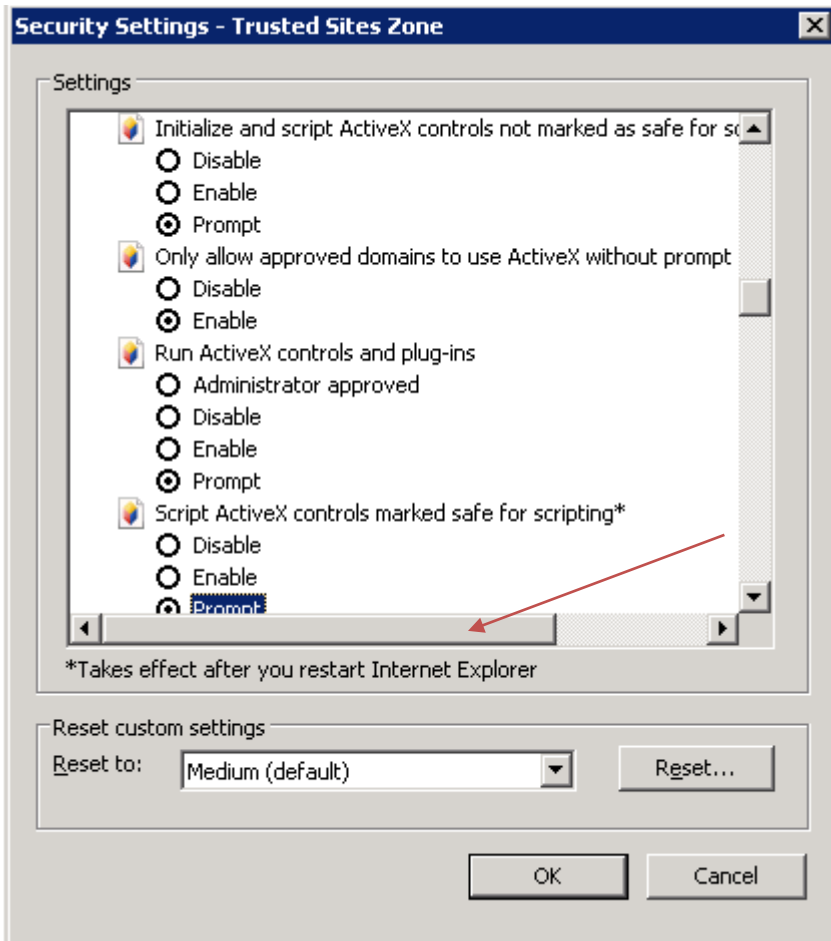 Security Settings - Trusted Sites Zone
Settings
Initialize and script ActiveX controls not marked as safe for sc
Disable
Enable
Prompt
Only allow approved domains to use ActiveX without prompt
Disable
Enable
Run ActiveX controls and plug-ins
Administrator approved
Disable
Enable
Prompt
Script ActiveX controls marked safe for scripting*
Disable
Enable
Prompt
*Takes effect after you restart Internet Explorer
Reset custom settings
Reset to: Medium (default) Reset...
OK Cancel